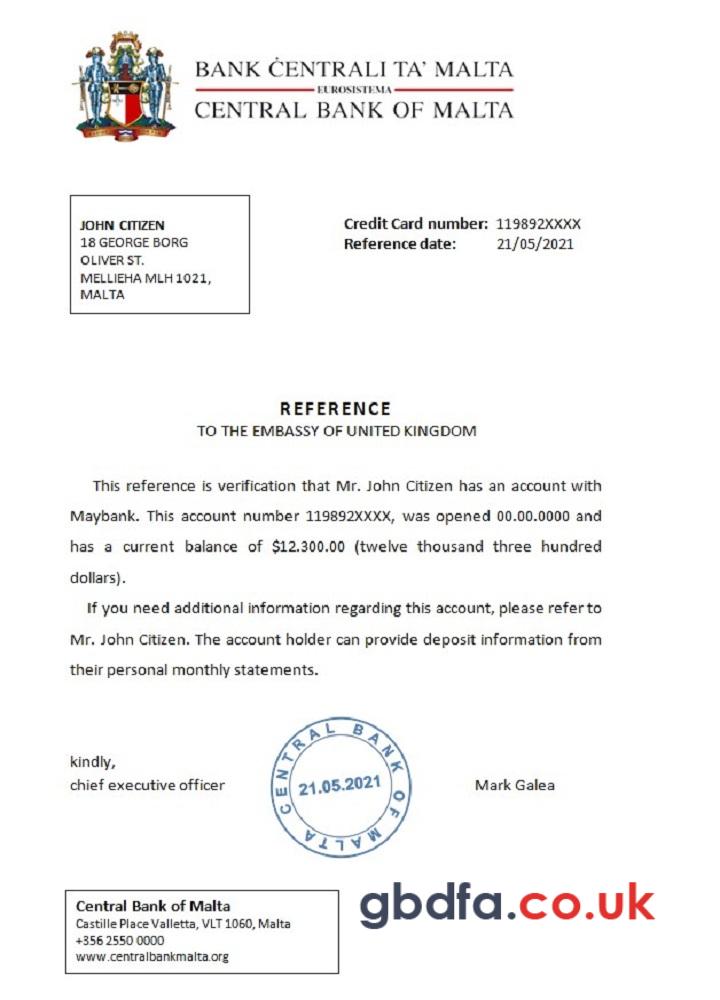 BANK ĊENTRALI TA' MALTA
EUROSISTEMA
CENTRAL BANK OF MALTA
JOHN CITIZEN
18 GEORGE BORG
OLIVER ST.
MELLIEHA MLH 1021,
MALTA
Credit Card number: 119892XXXX
Reference date: 21/05/2021
REFERENCE
TO THE EMBASSY OF UNITED KINGDOM
This reference is verification that Mr. John Citizen has an account with
Maybank. This account number 119892XXXX, was opened 00.00.0000 and
has a current balance of $12.300.00 (twelve thousand three hundred
dollars).
If you need additional information regarding this account, please refer to
Mr. John Citizen. The account holder can provide deposit information from
their personal monthly statements.
kindly,
chief executive officer
CENTRAL BANK OF MALTA
21.05.2021
Mark Galea
Central Bank of Malta
Castille Place Valletta, VLT 1060, Malta
+356 2550 0000
www.centralbankmalta.org
gbdfa.co.uk